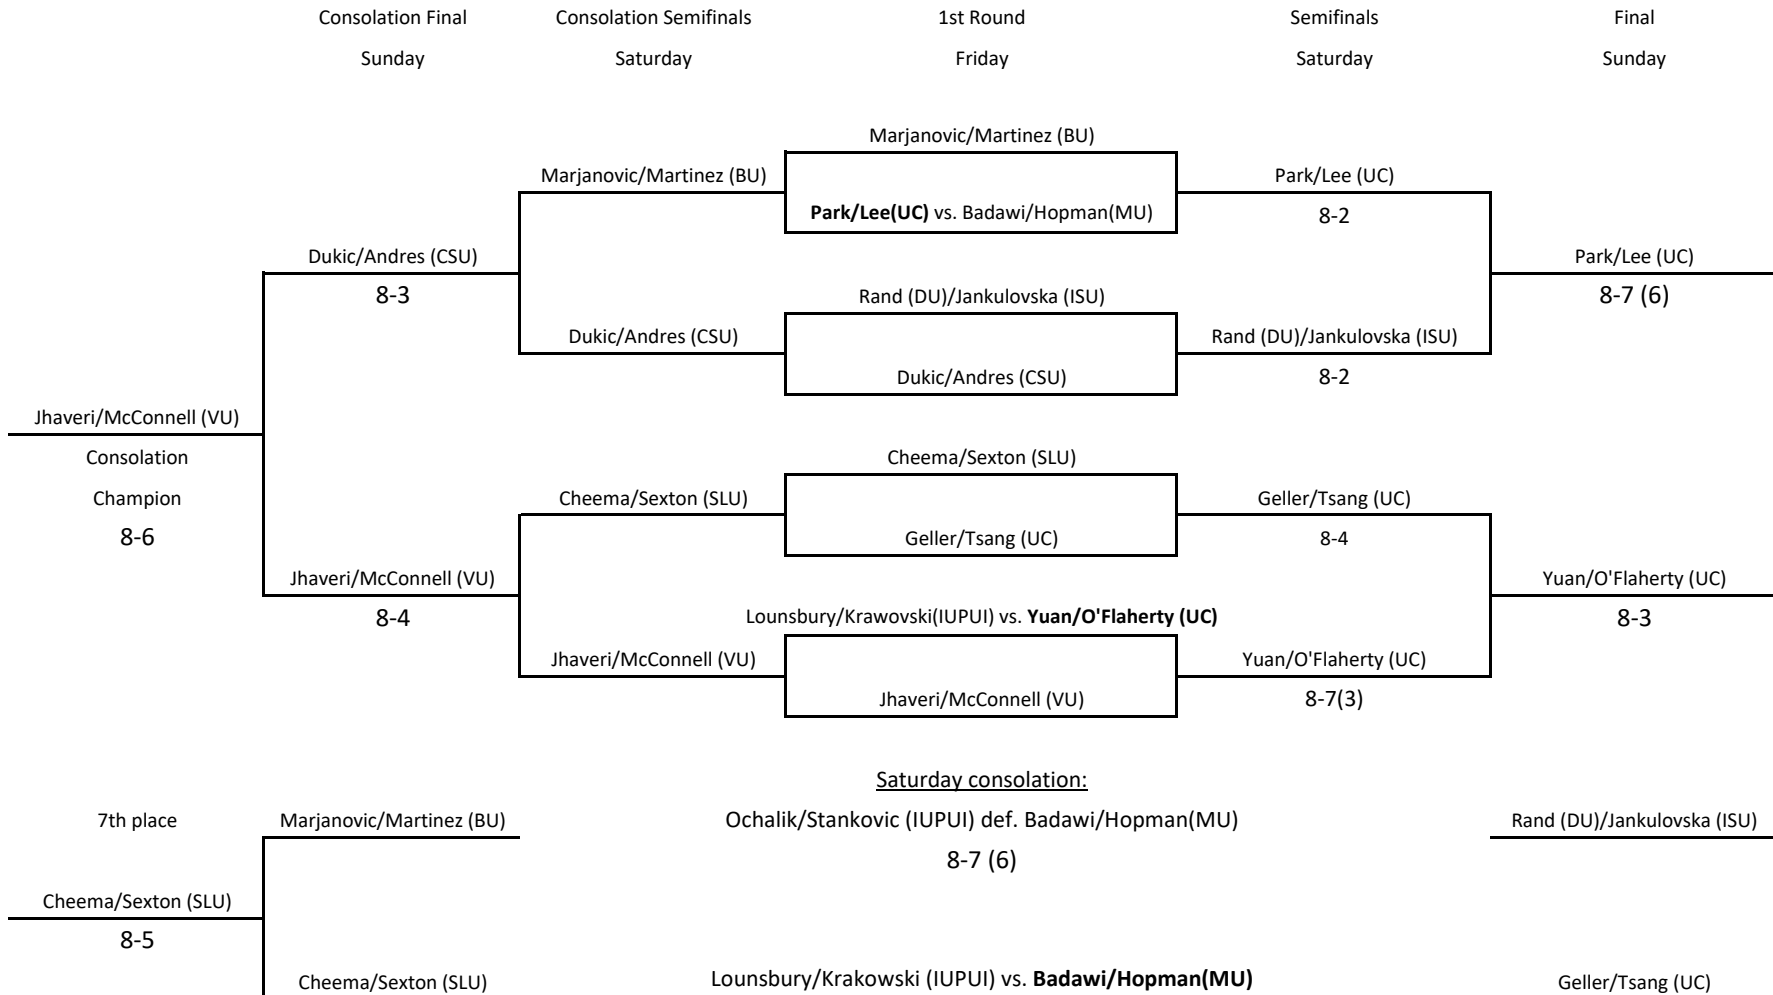 Consolation Final Consolation Semifinals 1st Round Semifinals Final
Sunday Saturday Friday Saturday Sunday
Marjanovic/Martinez (BU)
Marjanovic/Martinez (BU) Park/Lee (UC)
Park/Lee(UC) vs. Badawi/Hopman(MU) 8-2
Dukic/Andres (CSU) Park/Lee (UC)
8-3 Rand (DU)/Jankulovska (ISU) 8-7 (6)
Dukic/Andres (CSU) Rand (DU)/Jankulovska (ISU)
Dukic/Andres (CSU) 8-2
Jhaveri/McConnell (VU)
Consolation Cheema/Sexton (SLU)
Champion Cheema/Sexton (SLU) Geller/Tsang (UC)
8-6 Geller/Tsang (UC) 8-4
Jhaveri/McConnell (VU) Yuan/O'Flaherty (UC)
8-4 Lounsbury/Krawovski(IUPUI) vs. Yuan/O'Flaherty (UC) 8-3
Jhaveri/McConnell (VU) Yuan/O'Flaherty (UC)
Jhaveri/McConnell (VU) 8-7(3)
Saturday consolation:
7th place Marjanovic/Martinez (BU) Ochalik/Stankovic (IUPUI) def. Badawi/Hopman(MU) Rand (DU)/Jankulovska (ISU)
8-7 (6)
Cheema/Sexton (SLU)
8-5
Cheema/Sexton (SLU) Lounsbury/Krakowski (IUPUI) vs. Badawi/Hopman(MU) Geller/Tsang (UC)